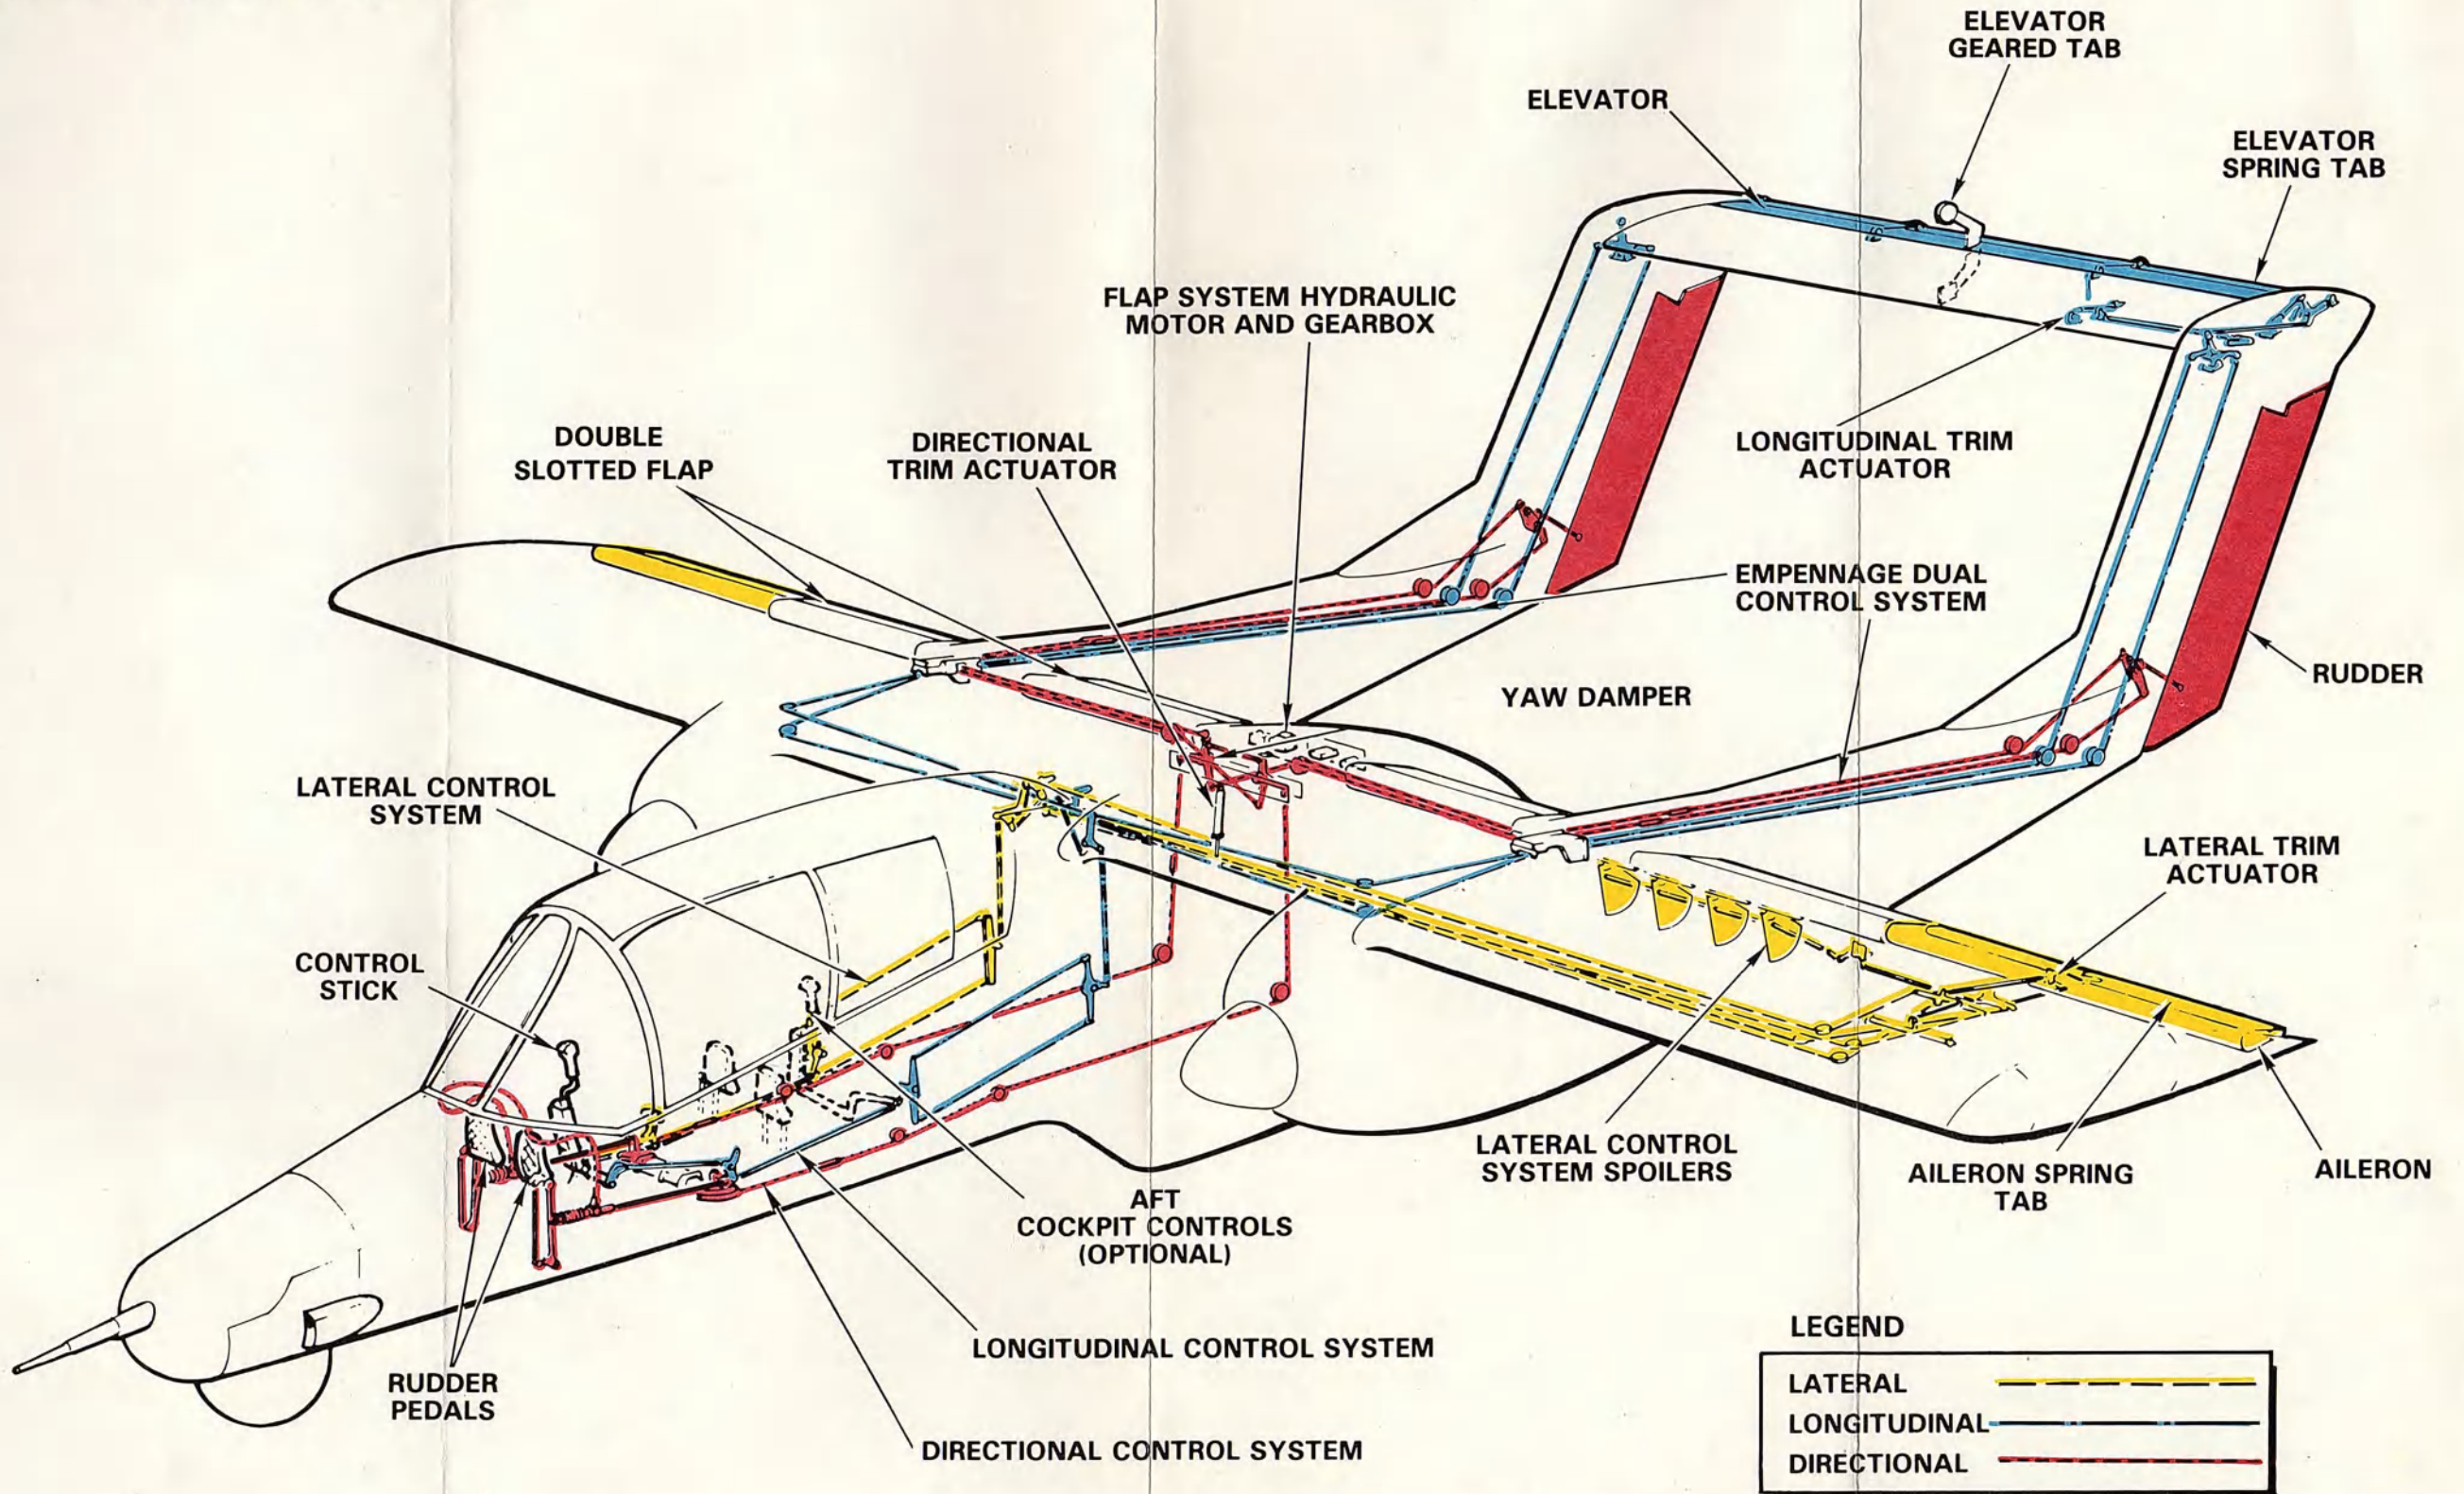 ELEVATOR
GEARED TAB
ELEVATOR
ELEVATOR
SPRING TAB
FLAP SYSTEM HYDRAULIC
MOTOR AND GEARBOX
DOUBLE
SLOTTED FLAP
DIRECTIONAL
TRIM ACTUATOR
LONGITUDINAL TRIM
ACTUATOR
EMPENNAGE DUAL
CONTROL SYSTEM
RUDDER
YAW DAMPER
LATERAL CONTROL
SYSTEM
LATERAL TRIM
ACTUATOR
CONTROL
STICK
LATERAL CONTROL
SYSTEM SPOILERS
AILERON SPRING
TAB
AILERON
AFT
COCKPIT CONTROLS
(OPTIONAL)
LONGITUDINAL CONTROL SYSTEM
RUDDER
PEDALS
DIRECTIONAL CONTROL SYSTEM
LEGEND
LATERAL
LONGITUDINAL
DIRECTIONAL